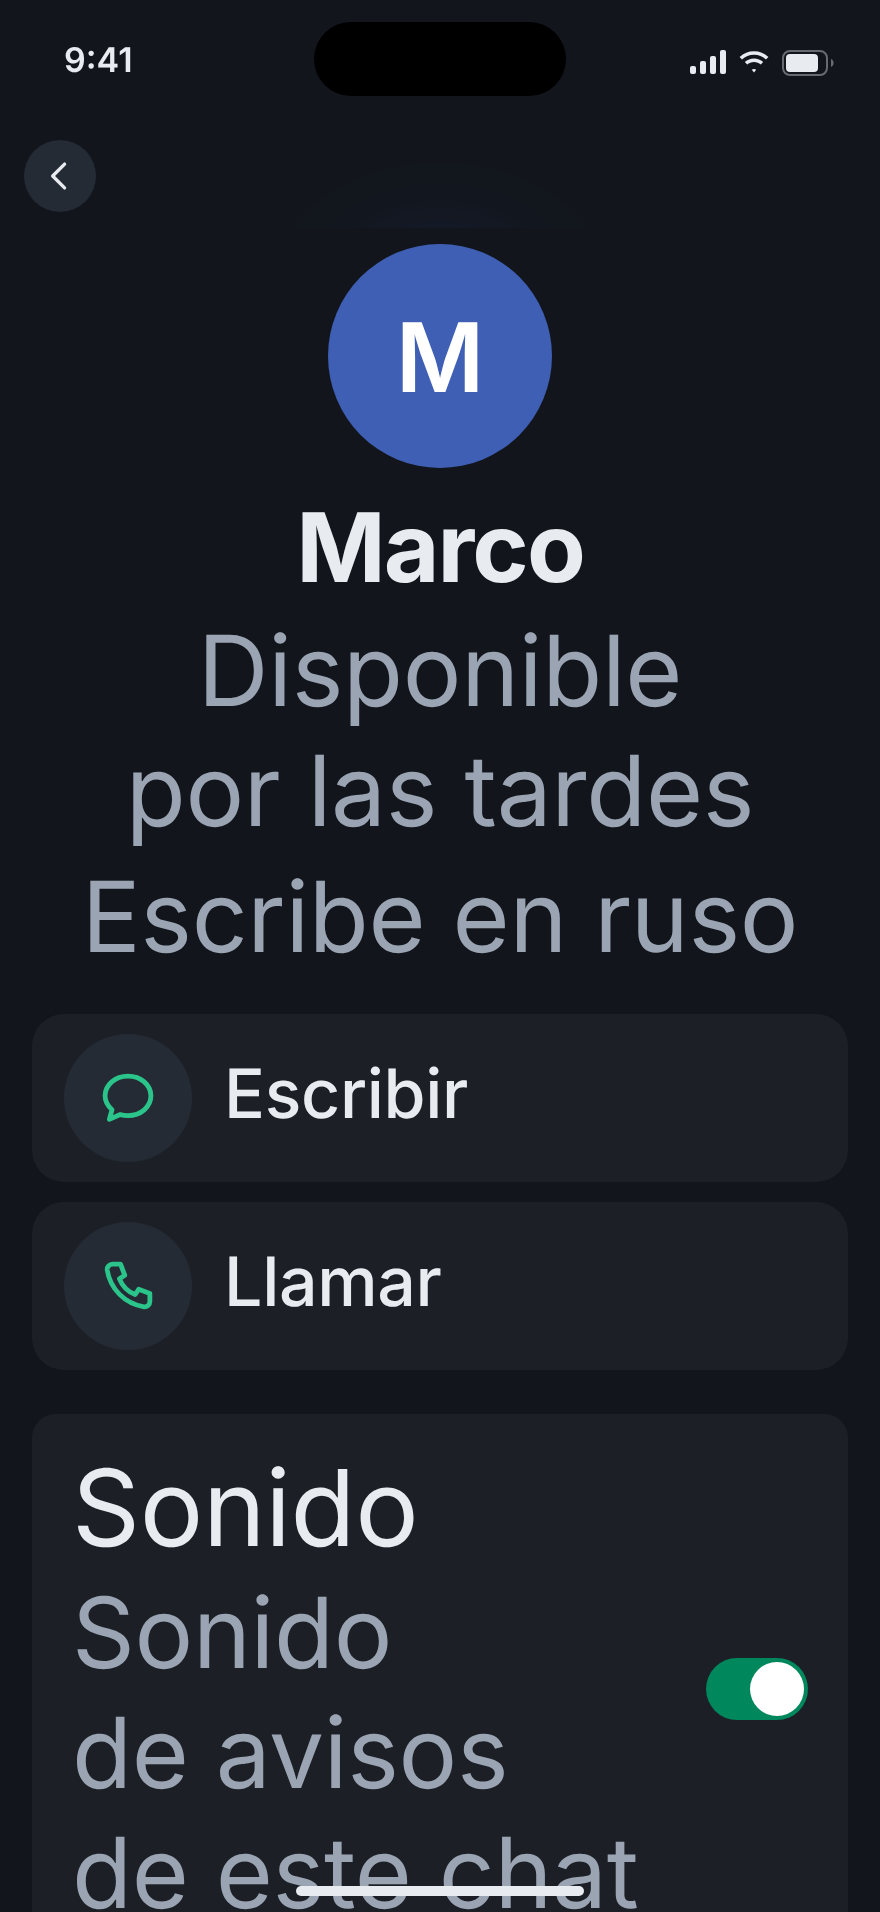 9:41
M
Marco
Disponible
por las tardes
Escribe en ruso
Escribir
Llamar
Sonido
Sonido
de avisos
de este chat